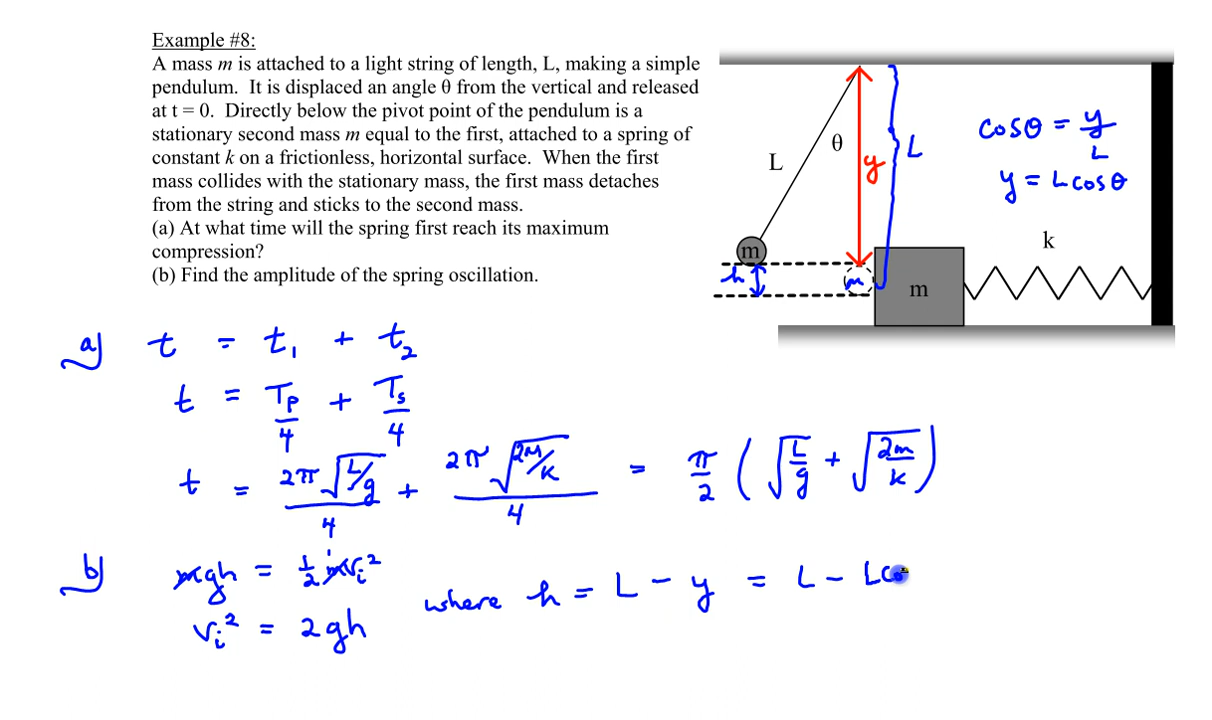 Example #8:
A mass m is attached to a light string of length, L, making a simple
pendulum. It is displaced an angle θ from the vertical and released
at t = 0. Directly below the pivot point of the pendulum is a
stationary second mass m equal to the first, attached to a spring of
constant k on a frictionless, horizontal surface. When the first
mass collides with the stationary mass, the first mass detaches
from the string and sticks to the second mass.
(a) At what time will the spring first reach its maximum
compression?
(b) Find the amplitude of the spring oscillation.
L
θ
y
L
cosθ = y/L
y = Lcosθ
k
m
h
m
m
a) t = t₁ + t₂
t = Tp/4 + Ts/4
t = 2π√(L/g)/4 + 2π√(2m/k)/4 = π/2 (√(L/g) + √(2m/k))
b) mgh = 1/2 mvᵢ² where h = L - y = L - Lco
vᵢ² = 2gh